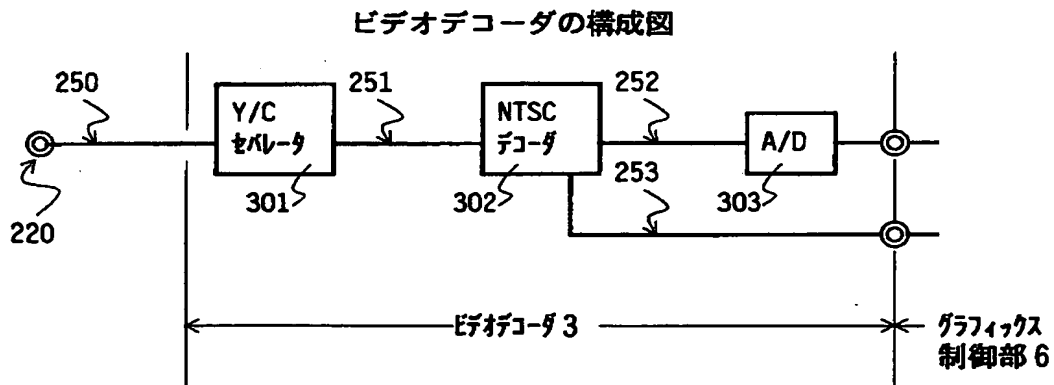 ビデオデコーダの構成図
250
251
252
Y/C
セパレータ
NTSC
デコーダ
A/D
253
301
302
303
220
ビデオデコーダ3
グラフィックス
制御部6